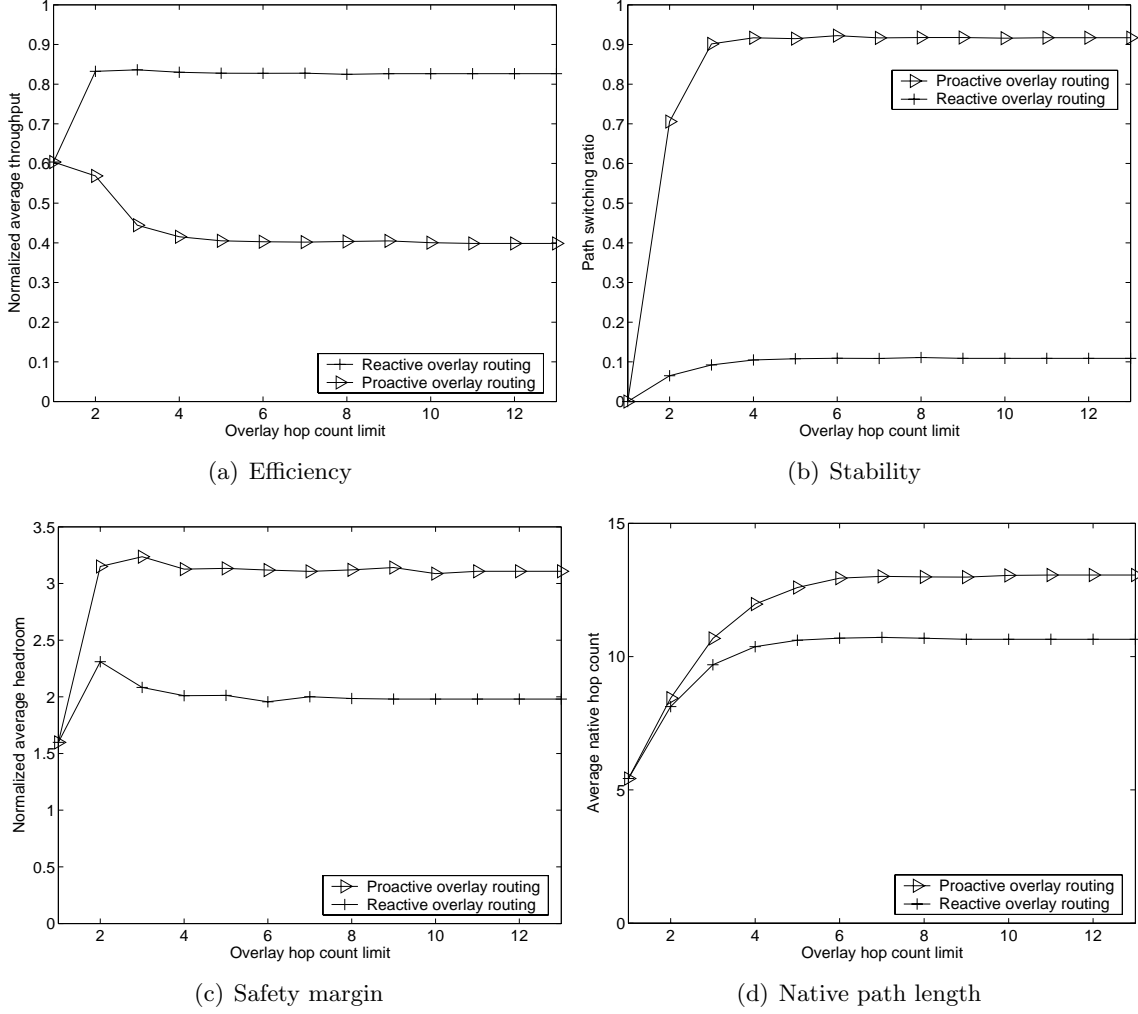 1
0.9
0.8
0.7
0.6
0.5
0.4
0.3
0.2
0.1
0
Normalized average throughput
Reactive overlay routing
Proactive overlay routing
2 4 6 8 10 12
Overlay hop count limit
(a) Efficiency
1
0.9
0.8
0.7
0.6
0.5
0.4
0.3
0.2
0.1
0
Path switching ratio
Proactive overlay routing
Reactive overlay routing
2 4 6 8 10 12
Overlay hop count limit
(b) Stability
3.5
3
2.5
2
1.5
1
0.5
0
Normalized average headroom
Proactive overlay routing
Reactive overlay routing
2 4 6 8 10 12
Overlay hop count limit
(c) Safety margin
15
10
5
0
Average native hop count
Proactive overlay routing
Reactive overlay routing
2 4 6 8 10 12
Overlay hop count limit
(d) Native path length